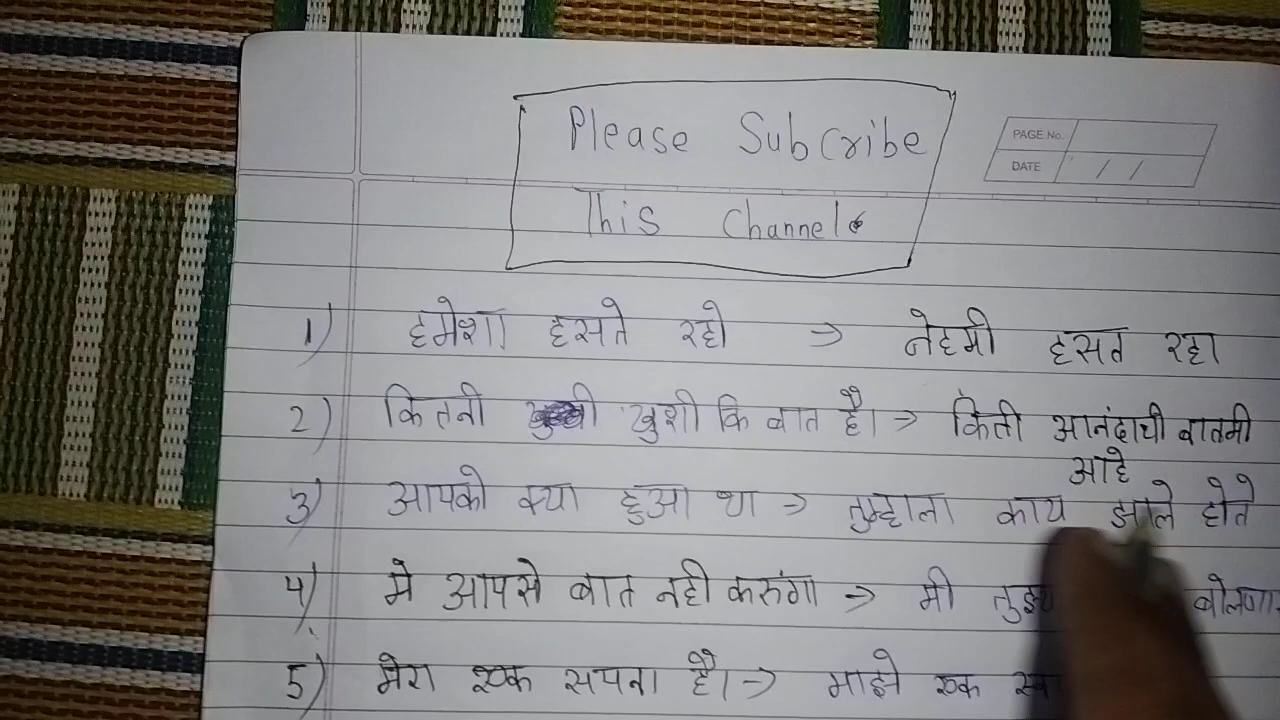 Please Subcribe
This Channel
PAGE No.
DATE / /
1) हमेशा हसते रहो → नेहमी हसत रहा
2) कितनी खुशी कि बात है। → किंती आनंदाची बातमी
आहे
3) आपको क्या हुआ था → तुम्हाला काय झाले होते
4) मे आपसे बात नही करुंगा → मी
5) मेरा एक सपना है। → माझे एक